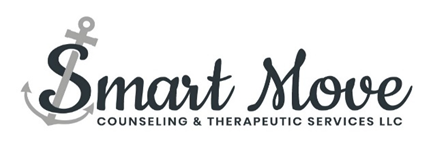 Smart Move
COUNSELING & THERAPEUTIC SERVICES LLC